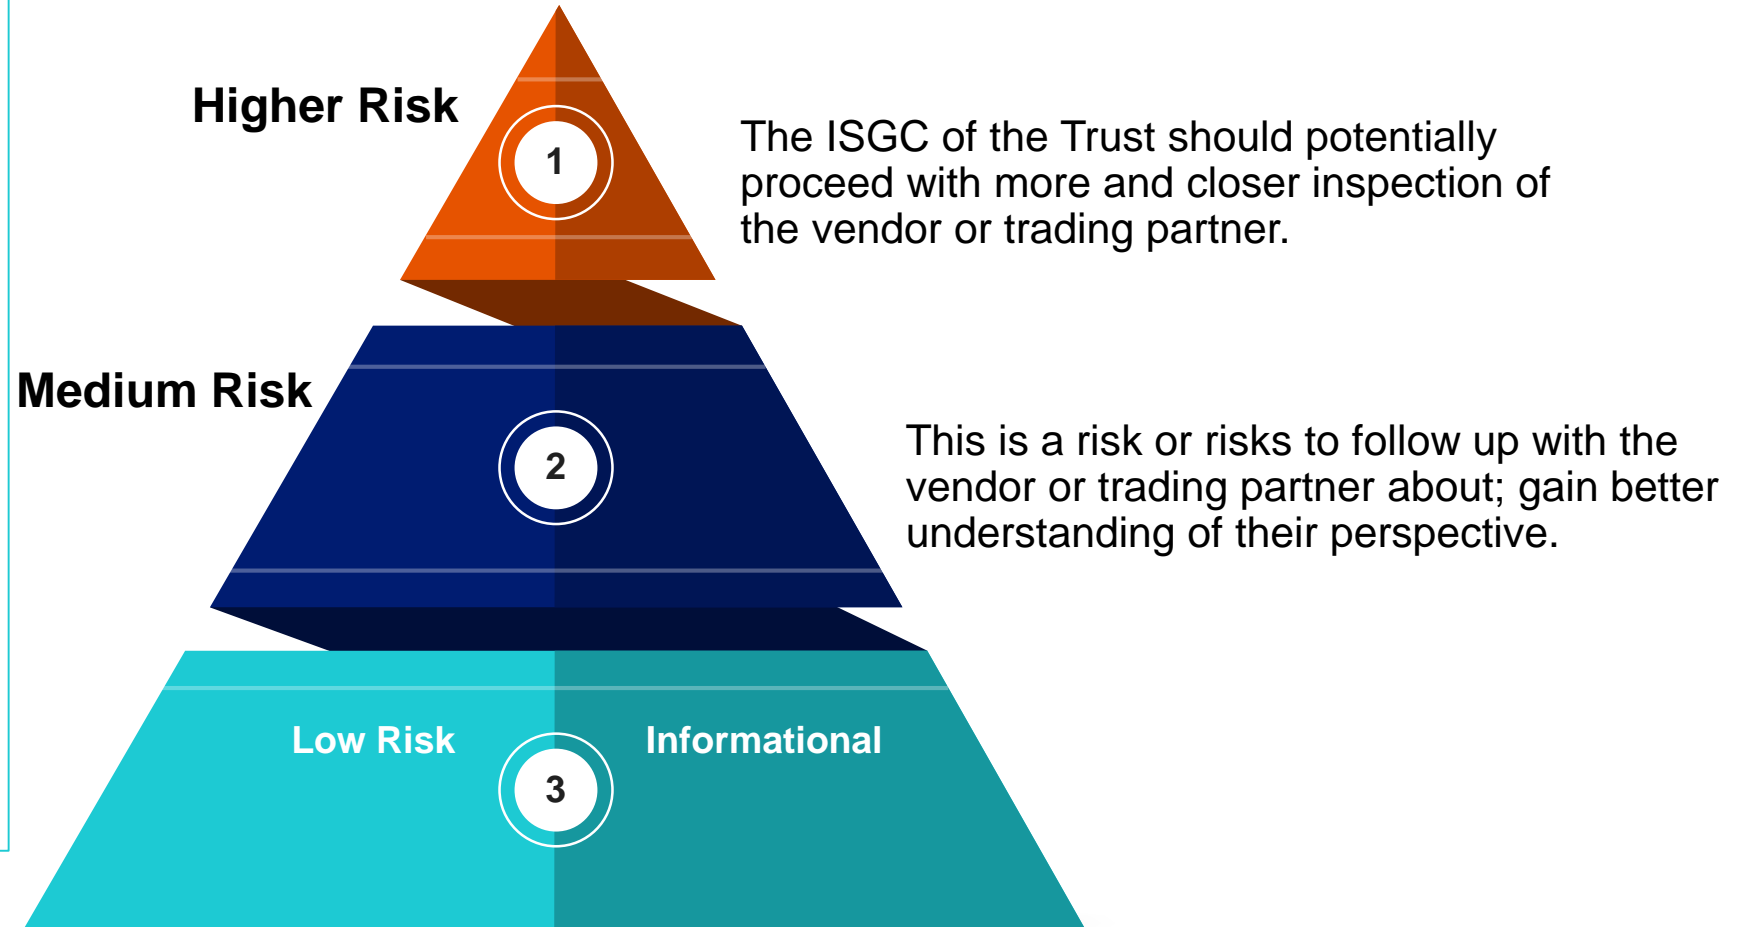 Higher Risk
1
The ISGC of the Trust should potentially
proceed with more and closer inspection of
the vendor or trading partner.
Medium Risk
2
This is a risk or risks to follow up with the
vendor or trading partner about; gain better
understanding of their perspective.
Low Risk
Informational
3